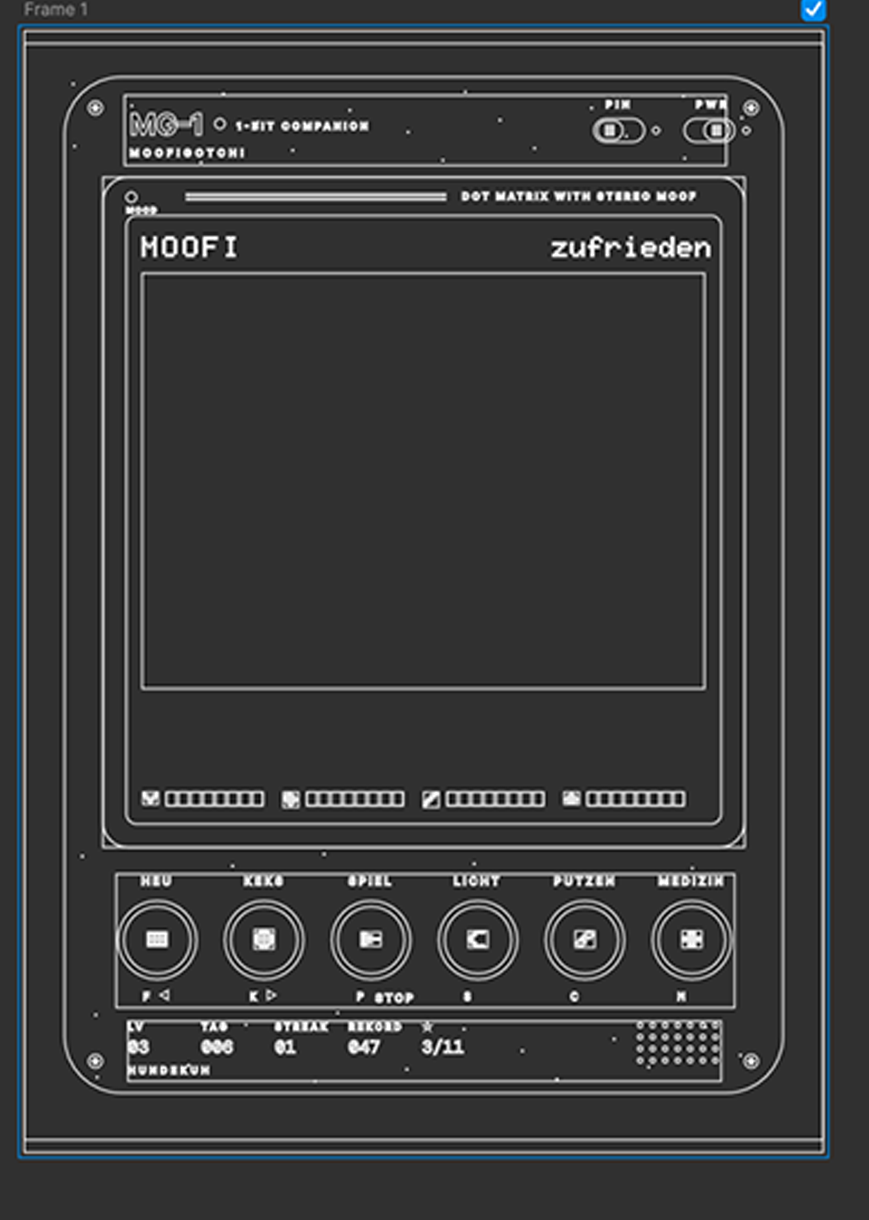 Frame 1
PIN PWR
MG-1 1-BIT COMPANION
MOOFIGOTCHI
DOT MATRIX WITH STEREO MOOF
MOOD
MOOFI zufrieden
NEU KEKS SPIEL LICHT PUTZEN MEDIZIN
F ◁ K ▷ P STOP S C M
LV TAG STREAK REKORD ☆
03 006 01 047 3/11
HUNDEKUH